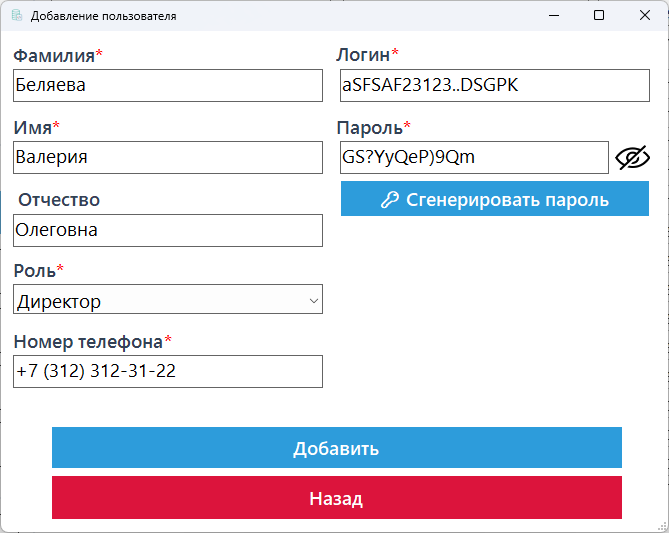 Добавление пользователя
Фамилия*
Беляева
Имя*
Валерия
Отчество
Олеговна
Роль*
Директор
Номер телефона*
+7 (312) 312-31-22
Логин*
aSFSAF23123..DSGPK
Пароль*
GS?YyQeP)9Qm
Сгенерировать пароль
Добавить
Назад